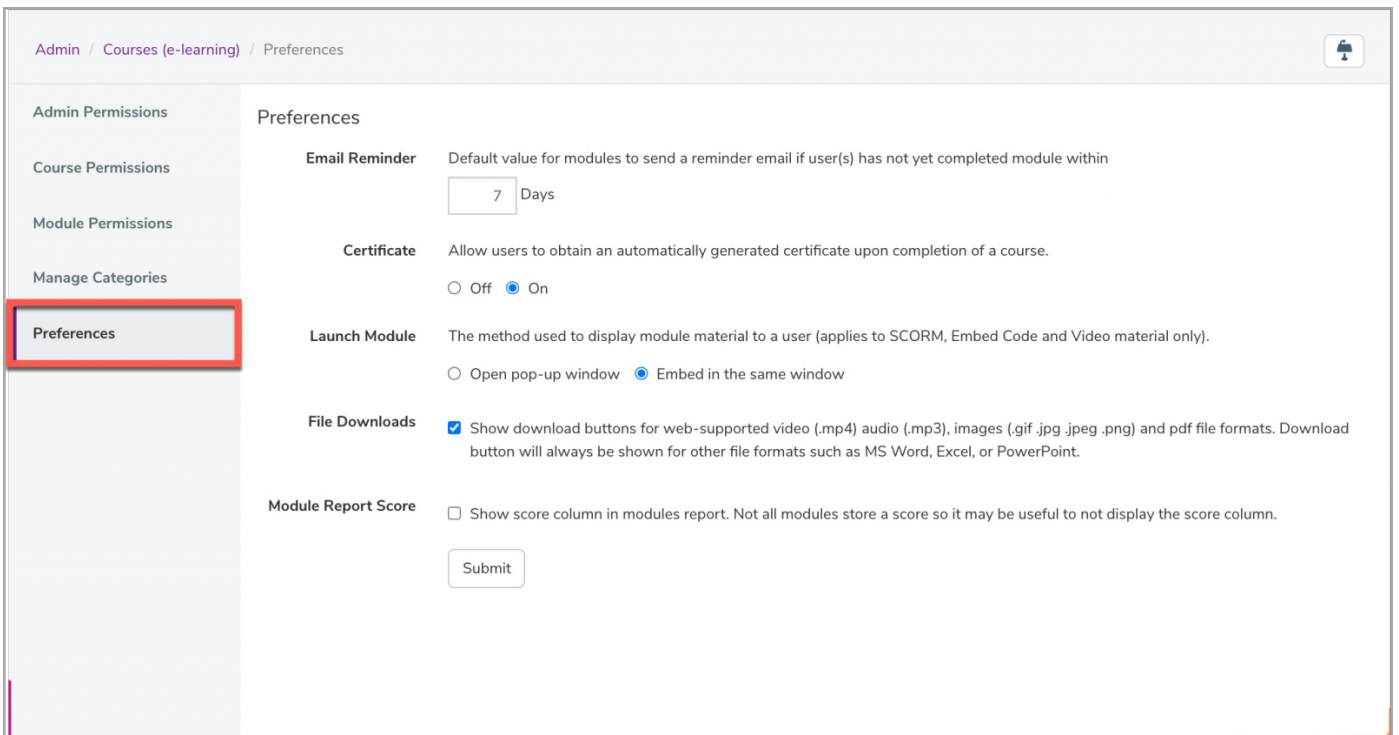 Admin / Courses (e-learning) / Preferences
Admin Permissions
Course Permissions
Module Permissions
Manage Categories
Preferences
Preferences
Email Reminder
Default value for modules to send a reminder email if user(s) has not yet completed module within
7 Days
Certificate
Allow users to obtain an automatically generated certificate upon completion of a course.
Off On
Launch Module
The method used to display module material to a user (applies to SCORM, Embed Code and Video material only).
Open pop-up window Embed in the same window
File Downloads
Show download buttons for web-supported video (.mp4) audio (.mp3), images (.gif .jpg .jpeg .png) and pdf file formats. Download
button will always be shown for other file formats such as MS Word, Excel, or PowerPoint.
Module Report Score
Show score column in modules report. Not all modules store a score so it may be useful to not display the score column.
Submit